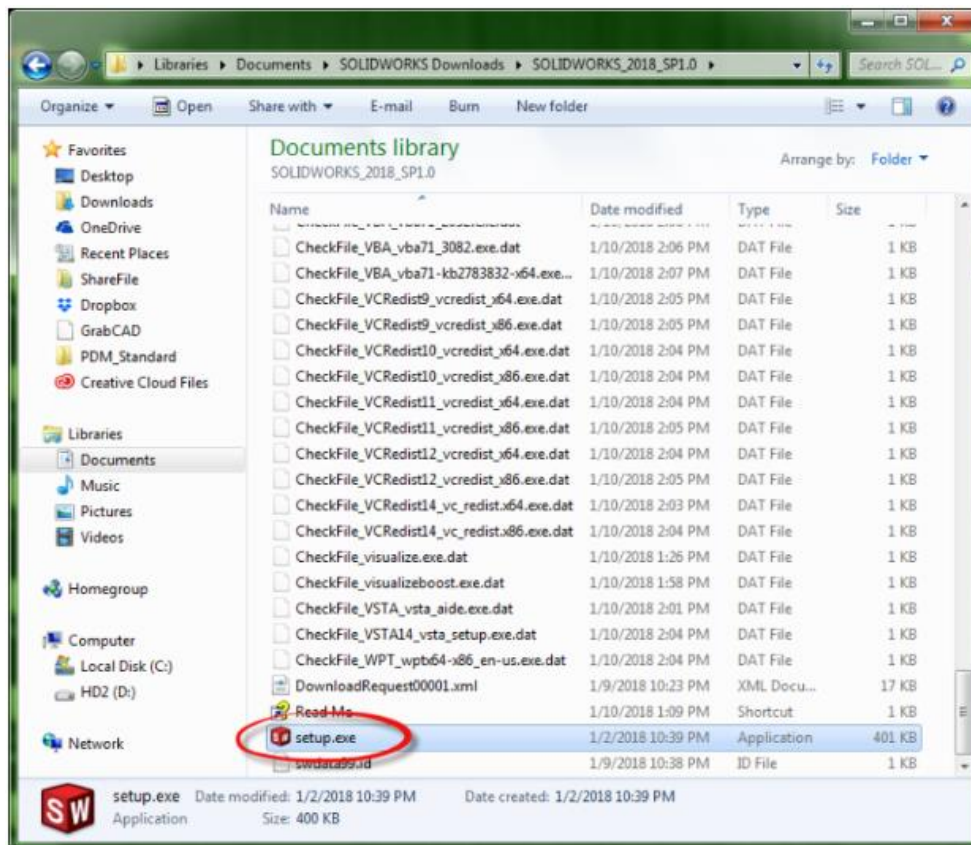 Libraries ▸ Documents ▸ SOLIDWORKS Downloads ▸ SOLIDWORKS_2018_SP1.0 ▸ Search SOL...
Organize Open Share with E-mail Burn New folder
Favorites
Desktop
Downloads
OneDrive
Recent Places
ShareFile
Dropbox
GrabCAD
PDM_Standard
Creative Cloud Files
Libraries
Documents
Music
Pictures
Videos
Homegroup
Computer
Local Disk (C:)
HD2 (D:)
Network
Documents library
SOLIDWORKS_2018_SP1.0
Arrange by: Folder
Name Date modified Type Size
CheckFile_VBA_vba71_3082.exe.dat 1/10/2018 2:06 PM DAT File 1 KB
CheckFile_VBA_vba71-kb2783832-x64.exe... 1/10/2018 2:07 PM DAT File 1 KB
CheckFile_VCRedist9_vcredist_x64.exe.dat 1/10/2018 2:05 PM DAT File 1 KB
CheckFile_VCRedist9_vcredist_x86.exe.dat 1/10/2018 2:05 PM DAT File 1 KB
CheckFile_VCRedist10_vcredist_x64.exe.dat 1/10/2018 2:04 PM DAT File 1 KB
CheckFile_VCRedist10_vcredist_x86.exe.dat 1/10/2018 2:04 PM DAT File 1 KB
CheckFile_VCRedist11_vcredist_x64.exe.dat 1/10/2018 2:04 PM DAT File 1 KB
CheckFile_VCRedist11_vcredist_x86.exe.dat 1/10/2018 2:05 PM DAT File 1 KB
CheckFile_VCRedist12_vcredist_x64.exe.dat 1/10/2018 2:04 PM DAT File 1 KB
CheckFile_VCRedist12_vcredist_x86.exe.dat 1/10/2018 2:05 PM DAT File 1 KB
CheckFile_VCRedist14_vc_redist.x64.exe.dat 1/10/2018 2:03 PM DAT File 1 KB
CheckFile_VCRedist14_vc_redist.x86.exe.dat 1/10/2018 2:04 PM DAT File 1 KB
CheckFile_visualize.exe.dat 1/10/2018 1:26 PM DAT File 1 KB
CheckFile_visualizeboost.exe.dat 1/10/2018 1:58 PM DAT File 1 KB
CheckFile_VSTA_vsta_aide.exe.dat 1/10/2018 2:01 PM DAT File 1 KB
CheckFile_VSTA14_vsta_setup.exe.dat 1/10/2018 2:04 PM DAT File 1 KB
CheckFile_WPT_wptx64-x86_en-us.exe.dat 1/10/2018 2:04 PM DAT File 1 KB
DownloadRequest00001.xml 1/9/2018 10:23 PM XML Docu... 17 KB
Read Me 1/10/2018 1:09 PM Shortcut 1 KB
setup.exe 1/2/2018 10:39 PM Application 401 KB
swdata99.id 1/9/2018 10:38 PM ID File 1 KB
SW
setup.exe Date modified: 1/2/2018 10:39 PM Date created: 1/2/2018 10:39 PM
Application Size: 400 KB